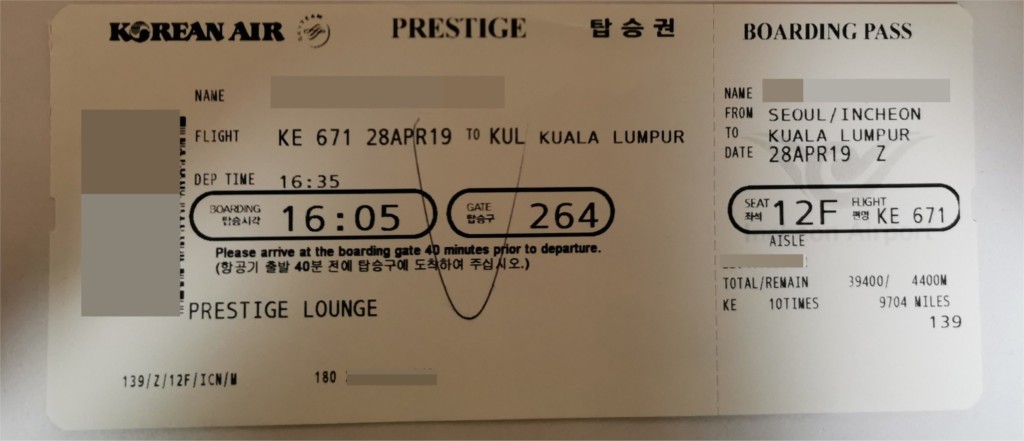 KOREAN AIR SKYTEAM PRESTIGE 탑승권
NAME
FLIGHT KE 671 28APR19 TO KUL KUALA LUMPUR
DEP TIME 16:35
BOARDING 탑승시각 16:05 GATE 탑승구 264
Please arrive at the boarding gate 40 minutes prior to departure.
(항공기 출발 40분 전에 탑승구에 도착하여 주십시오.)
PRESTIGE LOUNGE
139/Z/12F/ICN/M 180
BOARDING PASS
NAME
FROM SEOUL/INCHEON
TO KUALA LUMPUR
DATE 28APR19 Z
SEAT 좌석 12F FLIGHT 편명 KE 671
AISLE
TOTAL/REMAIN 39400/ 4400M
KE 10TIMES 9704 MILES
139